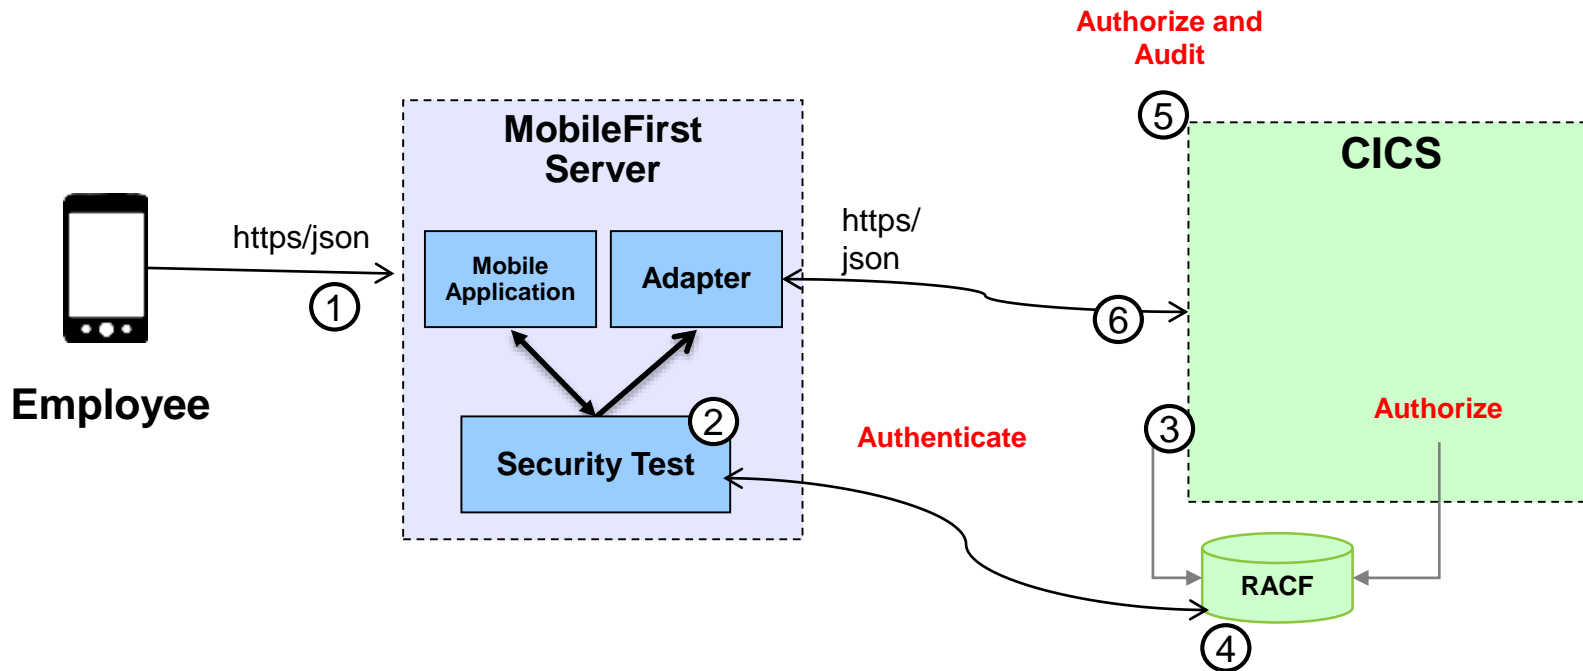 Authorize and
Audit
5
MobileFirst
Server
CICS
https/json
1
Mobile
Application
Adapter
https/
json
6
Employee
2
Security Test
Authenticate
3
Authorize
RACF
4